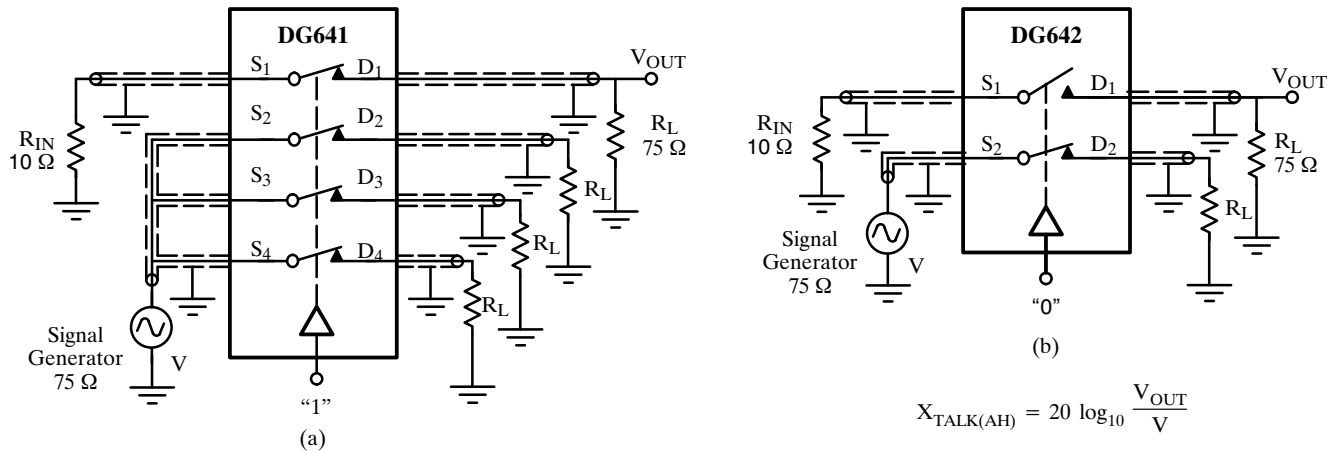 DG641
S1 D1
VOUT
S2 D2
RIN
10 Ω
RL
75 Ω
S3 D3
RL
S4 D4
RL
RL
Signal
Generator
75 Ω
V
“1”
(a)
DG642
S1 D1
VOUT
RIN
10 Ω
S2 D2
RL
75 Ω
RL
Signal
Generator
75 Ω
V
“0”
(b)
XTALK(AH) = 20 log10 VOUT / V